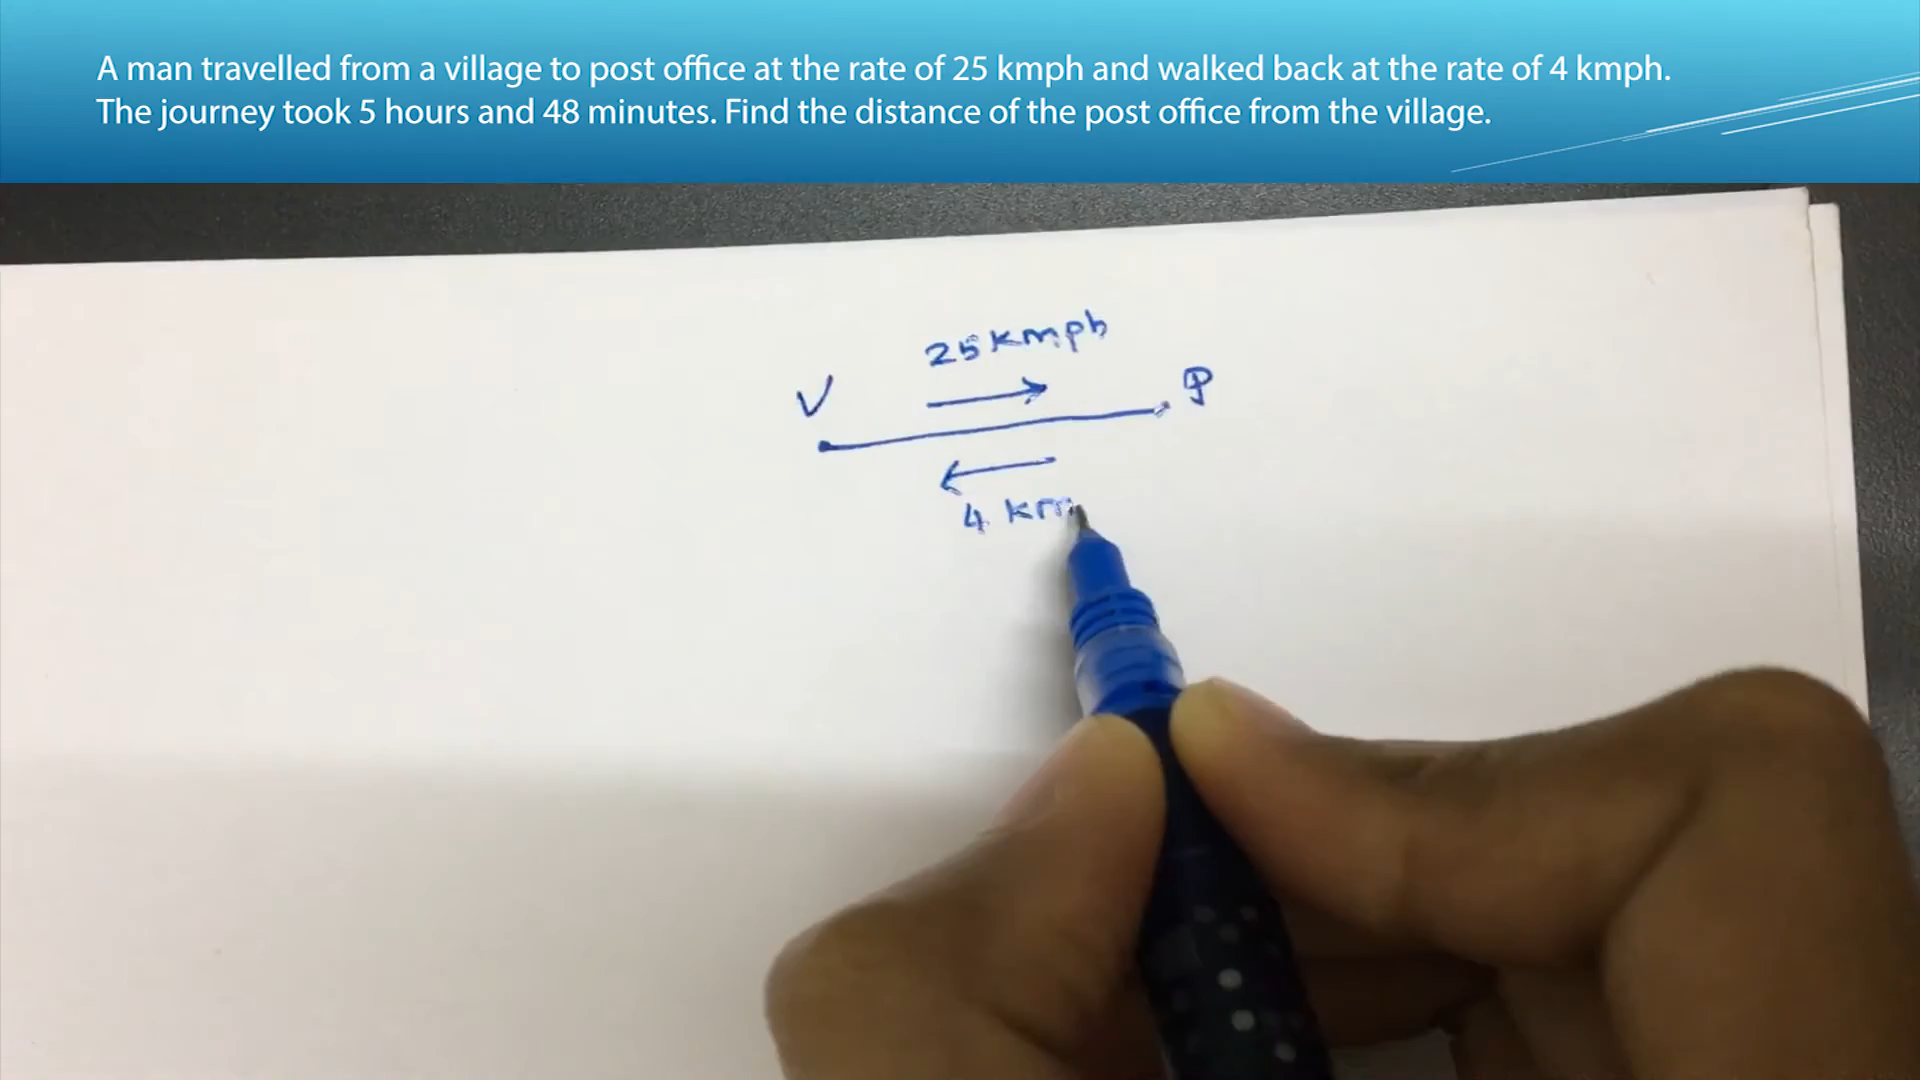 A man travelled from a village to post office at the rate of 25 kmph and walked back at the rate of 4 kmph.
The journey took 5 hours and 48 minutes. Find the distance of the post office from the village.
25 kmph
V P
4 km